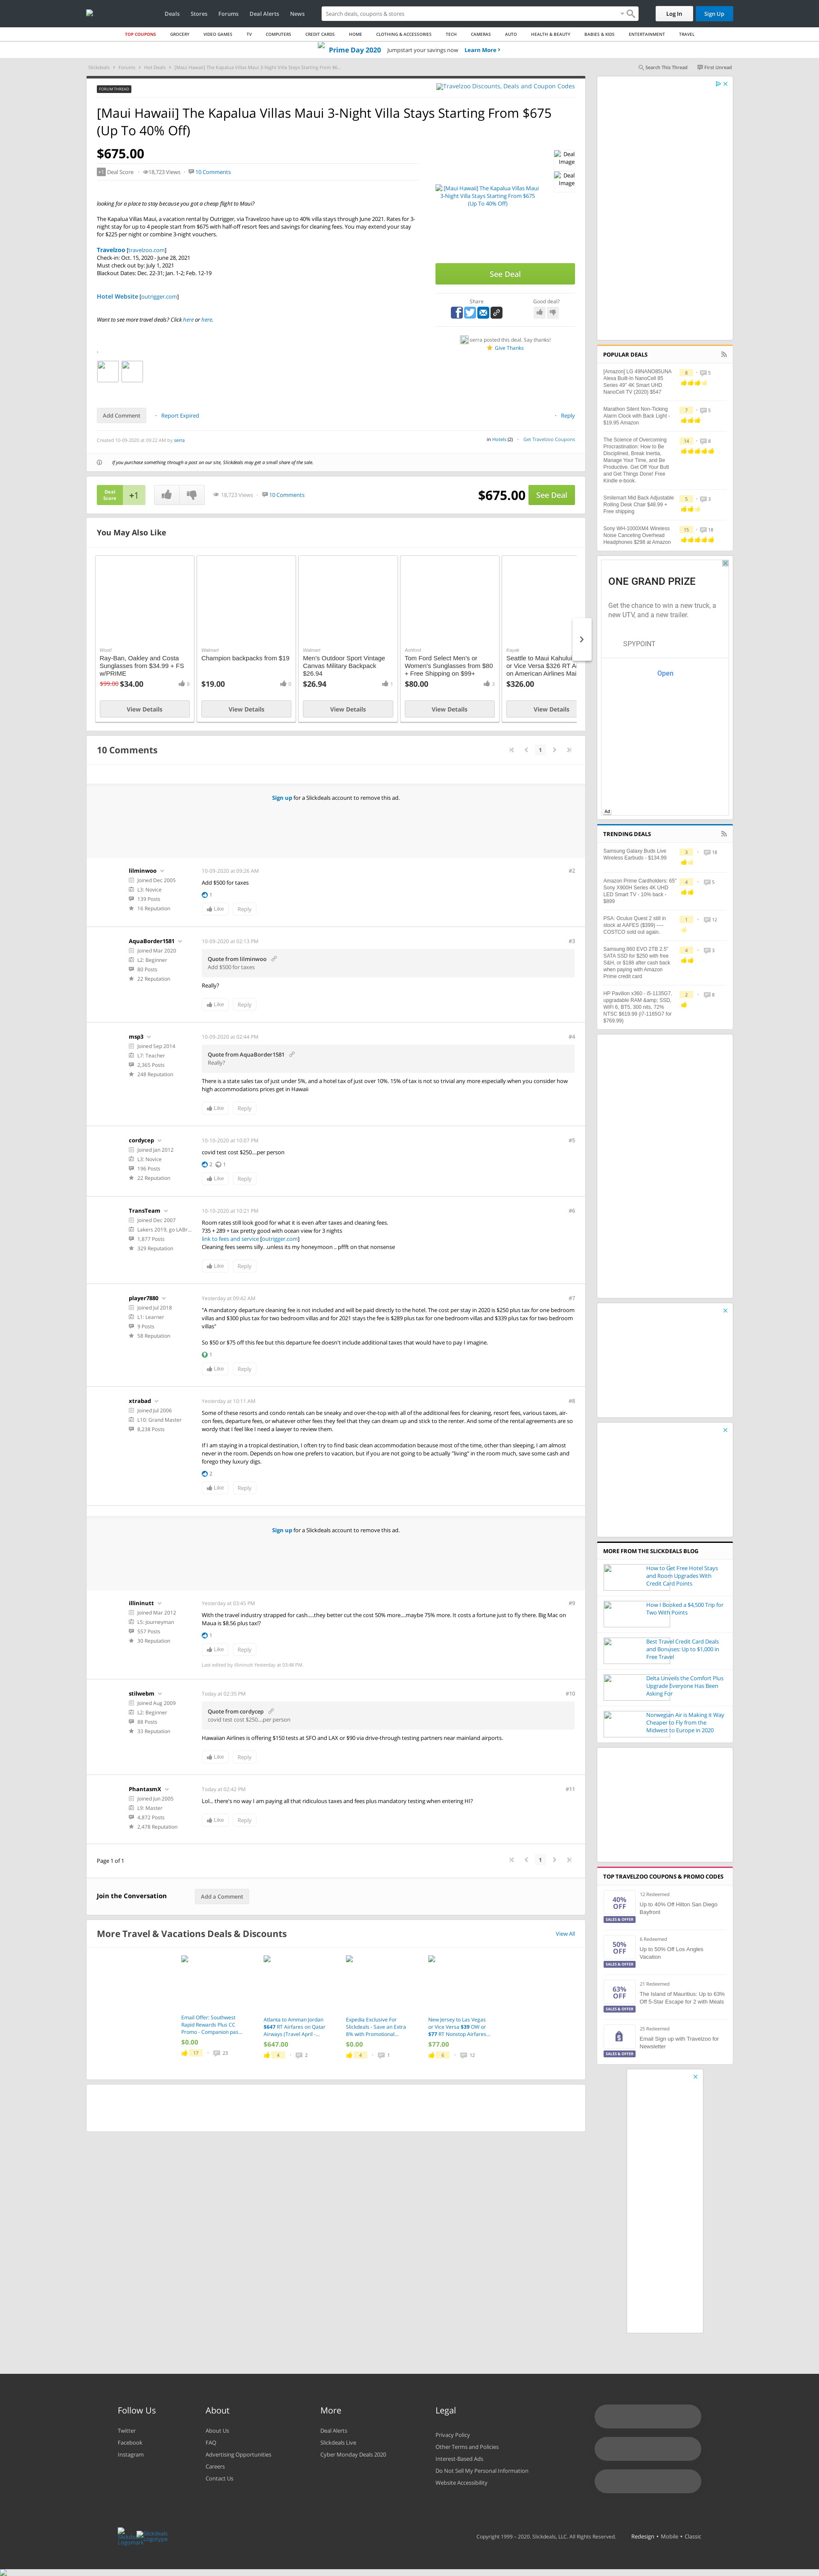 Deals
Stores
Forums
Deal Alerts
News
Search deals, coupons & stores
Log In
Sign Up
TOP COUPONS
GROCERY
VIDEO GAMES
TV
COMPUTERS
CREDIT CARDS
HOME
CLOTHING & ACCESSORIES
TECH
CAMERAS
AUTO
HEALTH & BEAUTY
BABIES & KIDS
ENTERTAINMENT
TRAVEL
Prime Day 2020 Jumpstart your savings now Learn More
Slickdeals > Forums > Hot Deals > [Maui Hawaii] The Kapalua Villas Maui 3-Night Villa Stays Starting From $6...
Search This Thread
First Unread
FORUM THREAD
Travelzoo Discounts, Deals and Coupon Codes
[Maui Hawaii] The Kapalua Villas Maui 3-Night Villa Stays Starting From $675
(Up To 40% Off)
$675.00
+1 Deal Score · 18,723 Views · 10 Comments
looking for a place to stay because you got a cheap flight to Maui?
The Kapalua Villas Maui, a vacation rental by Outrigger, via Travelzoo have up to 40% villa stays through June 2021. Rates for 3-
night stay for up to 4 people start from $675 with half-off resort fees and savings for cleaning fees. You may extend your stay
for $225 per night or combine 3-night vouchers.
Travelzoo [travelzoo.com]
Check-in: Oct. 15, 2020 - June 28, 2021
Must check out by: July 1, 2021
Blackout Dates: Dec. 22-31; Jan. 1-2; Feb. 12-19
Hotel Website [outrigger.com]
Want to see more travel deals? Click here or here.
[Maui Hawaii] The Kapalua Villas Maui
3-Night Villa Stays Starting From $675
(Up To 40% Off)
Deal
Image
Deal
Image
See Deal
Share
Good deal?
serra posted this deal. Say thanks!
Give Thanks
Add Comment
· Report Expired
· Reply
Created 10-09-2020 at 09:22 AM by serra
in Hotels (2) · Get Travelzoo Coupons
If you purchase something through a post on our site, Slickdeals may get a small share of the sale.
Deal
Score
+1
18,723 Views · 10 Comments
$675.00
See Deal
You May Also Like
Woot!
Ray-Ban, Oakley and Costa
Sunglasses from $34.99 + FS
w/PRIME
$99.00 $34.00
View Details
Walmart
Champion backpacks from $19
$19.00
View Details
Walmart
Men's Outdoor Sport Vintage
Canvas Military Backpack
$26.94
$26.94
View Details
Ashford
Tom Ford Select Men's or
Women's Sunglasses from $80
+ Free Shipping on $99+
$80.00
View Details
Kayak
Seattle to Maui Kahului
or Vice Versa $326 RT Ai
on American Airlines Mai
$326.00
View Details
10 Comments
1
Sign up for a Slickdeals account to remove this ad.
lilminwoo
Joined Dec 2005
L3: Novice
139 Posts
16 Reputation
10-09-2020 at 09:26 AM
#2
Add $500 for taxes
1
Like
Reply
AquaBorder1581
Joined Mar 2020
L2: Beginner
80 Posts
22 Reputation
10-09-2020 at 02:13 PM
#3
Quote from lilminwoo
Add $500 for taxes
Really?
Like
Reply
msp3
Joined Sep 2014
L7: Teacher
2,365 Posts
248 Reputation
10-09-2020 at 02:44 PM
#4
Quote from AquaBorder1581
Really?
There is a state sales tax of just under 5%, and a hotel tax of just over 10%. 15% of tax is not so trivial any more especially when you consider how
high accommodations prices get in Hawaii
Like
Reply
cordycep
Joined Jan 2012
L3: Novice
196 Posts
22 Reputation
10-10-2020 at 10:07 PM
#5
covid test cost $250....per person
2 1
Like
Reply
TransTeam
Joined Dec 2007
Lakers 2019, go LABr...
1,877 Posts
329 Reputation
10-10-2020 at 10:21 PM
#6
Room rates still look good for what it is even after taxes and cleaning fees.
735 + 289 + tax pretty good with ocean view for 3 nights
link to fees and service [outrigger.com]
Cleaning fees seems silly. .unless its my honeymoon .. pffft on that nonsense
Like
Reply
player7880
Joined Jul 2018
L1: Learner
9 Posts
58 Reputation
Yesterday at 09:42 AM
#7
"A mandatory departure cleaning fee is not included and will be paid directly to the hotel. The cost per stay in 2020 is $250 plus tax for one bedroom
villas and $300 plus tax for two bedroom villas and for 2021 stays the fee is $289 plus tax for one bedroom villas and $339 plus tax for two bedroom
villas"
So $50 or $75 off this fee but this departure fee doesn't include additional taxes that would have to pay I imagine.
1
Like
Reply
xtrabad
Joined Jul 2006
L10: Grand Master
8,238 Posts
Yesterday at 10:11 AM
#8
Some of these resorts and condo rentals can be sneaky and over-the-top with all of the additional fees for cleaning, resort fees, various taxes, air-
con fees, departure fees, or whatever other fees they feel that they can dream up and stick to the renter. And some of the rental agreements are so
wordy that I feel like I need a lawyer to review them.
If I am staying in a tropical destination, I often try to find basic clean accommodation because most of the time, other than sleeping, I am almost
never in the room. Depends on how one prefers to vacation, but if you are not going to be actually "living" in the room much, save some cash and
forego they luxury digs.
2
Like
Reply
Sign up for a Slickdeals account to remove this ad.
illininutt
Joined Mar 2012
L5: Journeyman
557 Posts
30 Reputation
Yesterday at 03:45 PM
#9
With the travel industry strapped for cash.....they better cut the cost 50% more....maybe 75% more. It costs a fortune just to fly there. Big Mac on
Maua is $8.56 plus tax!?
1
Like
Reply
Last edited by illininutt Yesterday at 03:48 PM.
stilwebm
Joined Aug 2009
L2: Beginner
88 Posts
33 Reputation
Today at 02:35 PM
#10
Quote from cordycep
covid test cost $250....per person
Hawaiian Airlines is offering $150 tests at SFO and LAX or $90 via drive-through testing partners near mainland airports.
Like
Reply
PhantasmX
Joined Jun 2005
L9: Master
4,872 Posts
2,478 Reputation
Today at 02:42 PM
#11
Lol... there's no way I am paying all that ridiculous taxes and fees plus mandatory testing when entering HI?
Like
Reply
Page 1 of 1
1
Join the Conversation
Add a Comment
More Travel & Vacations Deals & Discounts
View All
Email Offer: Southwest
Rapid Rewards Plus CC
Promo - Companion pas...
$0.00
17 · 23
Atlanta to Amman Jordan
$647 RT Airfares on Qatar
Airways (Travel April - ...
$647.00
4 · 2
Expedia Exclusive For
Slickdeals - Save an Extra
8% with Promotional...
$0.00
4 · 1
New Jersey to Las Vegas
or Vice Versa $39 OW or
$77 RT Nonstop Airfares...
$77.00
6 · 12
POPULAR DEALS
[Amazon] LG 49NANO85UNA
Alexa Built-In NanoCell 85
Series 49" 4K Smart UHD
NanoCell TV (2020) $547
8 · 5
Marathon Silent Non-Ticking
Alarm Clock with Back Light -
$19.95 Amazon
7 · 5
The Science of Overcoming
Procrastination: How to Be
Disciplined, Break Inertia,
Manage Your Time, and Be
Productive. Get Off Your Butt
and Get Things Done! Free
Kindle e-book.
14 · 8
Smilemart Mid Back Adjustable
Rolling Desk Chair $48.99 +
Free shipping
5 · 3
Sony WH-1000XM4 Wireless
Noise Canceling Overhead
Headphones $298 at Amazon
15 · 18
ONE GRAND PRIZE
Get the chance to win a new truck, a
new UTV, and a new trailer.
SPYPOINT
Open
Ad
TRENDING DEALS
Samsung Galaxy Buds Live
Wireless Earbuds - $134.99
3 · 16
Amazon Prime Cardholders: 65"
Sony X900H Series 4K UHD
LED Smart TV - 10% back -
$899
4 · 5
PSA: Oculus Quest 2 still in
stock at AAFES ($399) ----
COSTCO sold out again.
1 · 12
Samsung 860 EVO 2TB 2.5"
SATA SSD for $250 with free
S&H. or $188 after cash back
when paying with Amazon
Prime credit card
4 · 3
HP Pavilion x360 - i5-1135G7,
upgradable RAM &amp; SSD,
WiFi 6, BT5, 300 nits, 72%
NTSC $619.99 (i7-1165G7 for
$769.99)
2 · 8
MORE FROM THE SLICKDEALS BLOG
How to Get Free Hotel Stays
and Room Upgrades With
Credit Card Points
How I Booked a $4,500 Trip for
Two With Points
Best Travel Credit Card Deals
and Bonuses: Up to $1,000 in
Free Travel
Delta Unveils the Comfort Plus
Upgrade Everyone Has Been
Asking For
Norwegian Air is Making it Way
Cheaper to Fly from the
Midwest to Europe in 2020
TOP TRAVELZOO COUPONS & PROMO CODES
40%
OFF
SALES & OFFER
12 Redeemed
Up to 40% Off Hilton San Diego
Bayfront
50%
OFF
SALES & OFFER
6 Redeemed
Up to 50% Off Los Angles
Vacation
63%
OFF
SALES & OFFER
21 Redeemed
The Island of Mauritius: Up to 63%
Off 5-Star Escape for 2 with Meals
SALES & OFFER
25 Redeemed
Email Sign up with Travelzoo for
Newsletter
Follow Us
Twitter
Facebook
Instagram
About
About Us
FAQ
Advertising Opportunities
Careers
Contact Us
More
Deal Alerts
Slickdeals Live
Cyber Monday Deals 2020
Legal
Privacy Policy
Other Terms and Policies
Interest-Based Ads
Do Not Sell My Personal Information
Website Accessibility
Slickdeals
Logotype
Copyright 1999 – 2020. Slickdeals, LLC. All Rights Reserved.
Redesign • Mobile • Classic